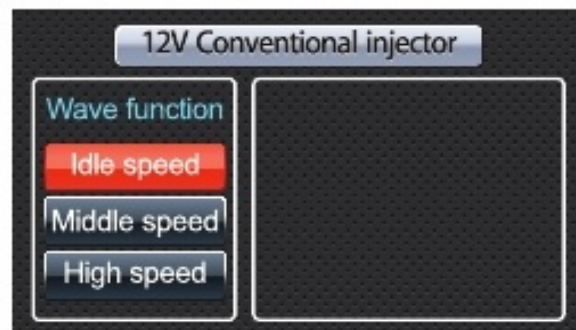 12V Conventional injector
Wave function
Idle speed
Middle speed
High speed